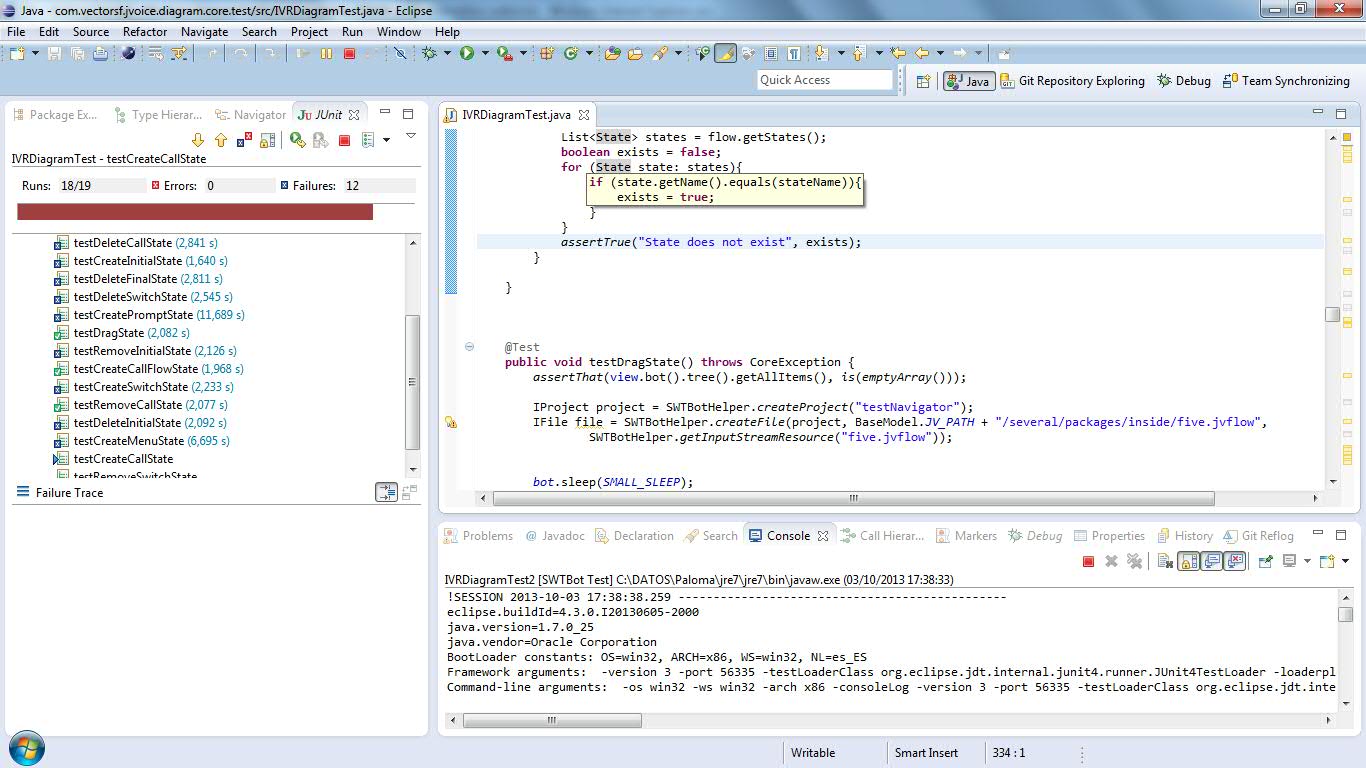 Java - com.vectorsf.jvoice.diagram.core.test/src/IVRDiagramTest.java - Eclipse
File Edit Source Refactor Navigate Search Project Run Window Help
Quick Access
Java Git Repository Exploring Debug Team Synchronizing
Package Ex... Type Hierar... Navigator JUnit
IVRDiagramTest - testCreateCallState
Runs: 18/19 Errors: 0 Failures: 12
testDeleteCallState (2,841 s)
testCreateInitialState (1,640 s)
testDeleteFinalState (2,811 s)
testDeleteSwitchState (2,545 s)
testCreatePromptState (11,689 s)
testDragState (2,082 s)
testRemoveInitialState (2,126 s)
testCreateCallFlowState (1,968 s)
testCreateSwitchState (2,233 s)
testRemoveCallState (2,077 s)
testDeleteInitialState (2,092 s)
testCreateMenuState (6,695 s)
testCreateCallState
testRemoveSwitchState
Failure Trace
IVRDiagramTest.java
List<State> states = flow.getStates();
boolean exists = false;
for (State state: states){
if (state.getName().equals(stateName)){
exists = true;
}
}
assertTrue("State does not exist", exists);
}
}
@Test
public void testDragState() throws CoreException {
assertThat(view.bot().tree().getAllItems(), is(emptyArray()));
IProject project = SWTBotHelper.createProject("testNavigator");
IFile file = SWTBotHelper.createFile(project, BaseModel.JV_PATH + "/several/packages/inside/five.jvflow",
SWTBotHelper.getInputStreamResource("five.jvflow"));
bot.sleep(SMALL_SLEEP);
Problems Javadoc Declaration Search Console Call Hierar... Markers Debug Properties History Git Reflog
IVRDiagramTest2 [SWTBot Test] C:\DATOS\Paloma\jre7\jre7\bin\javaw.exe (03/10/2013 17:38:33)
!SESSION 2013-10-03 17:38:38.259 -----------------------------------------------
eclipse.buildId=4.3.0.I20130605-2000
java.version=1.7.0_25
java.vendor=Oracle Corporation
BootLoader constants: OS=win32, ARCH=x86, WS=win32, NL=es_ES
Framework arguments:  -version 3 -port 56335 -testLoaderClass org.eclipse.jdt.internal.junit4.runner.JUnit4TestLoader -loaderpl
Command-line arguments:  -os win32 -ws win32 -arch x86 -consoleLog -version 3 -port 56335 -testLoaderClass org.eclipse.jdt.inte
Writable Smart Insert 334 : 1